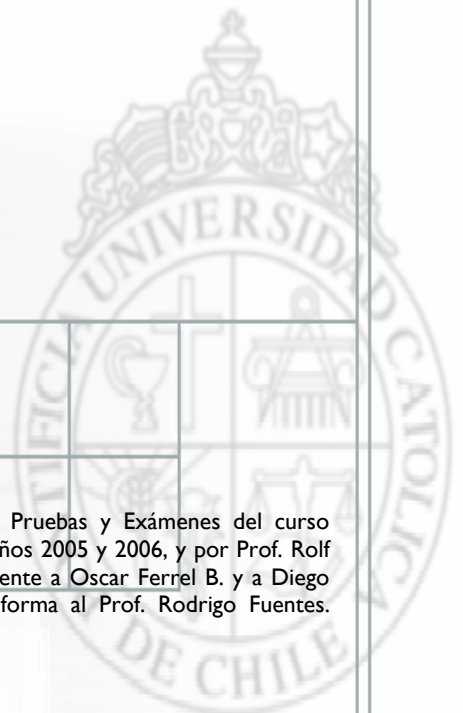 UNIVERSIDAD CATOLICA
TIFICIA
DE CHILE
Pruebas y Exámenes del curso
ños 2005 y 2006, y por Prof. Rolf
ente a Oscar Ferrel B. y a Diego
forma al Prof. Rodrigo Fuentes.